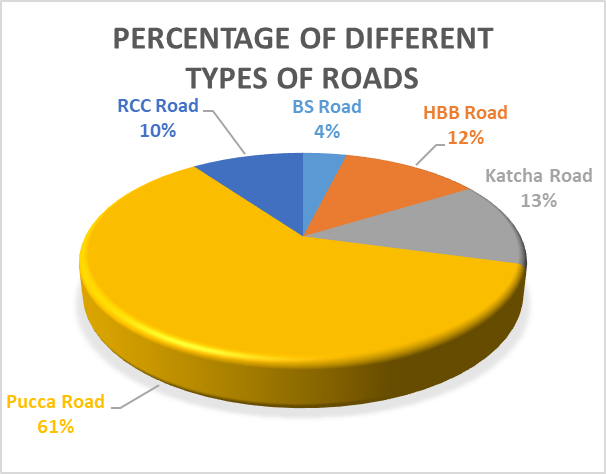 PERCENTAGE OF DIFFERENT
TYPES OF ROADS
RCC Road
10%
BS Road
4%
HBB Road
12%
Katcha Road
13%
Pucca Road
61%